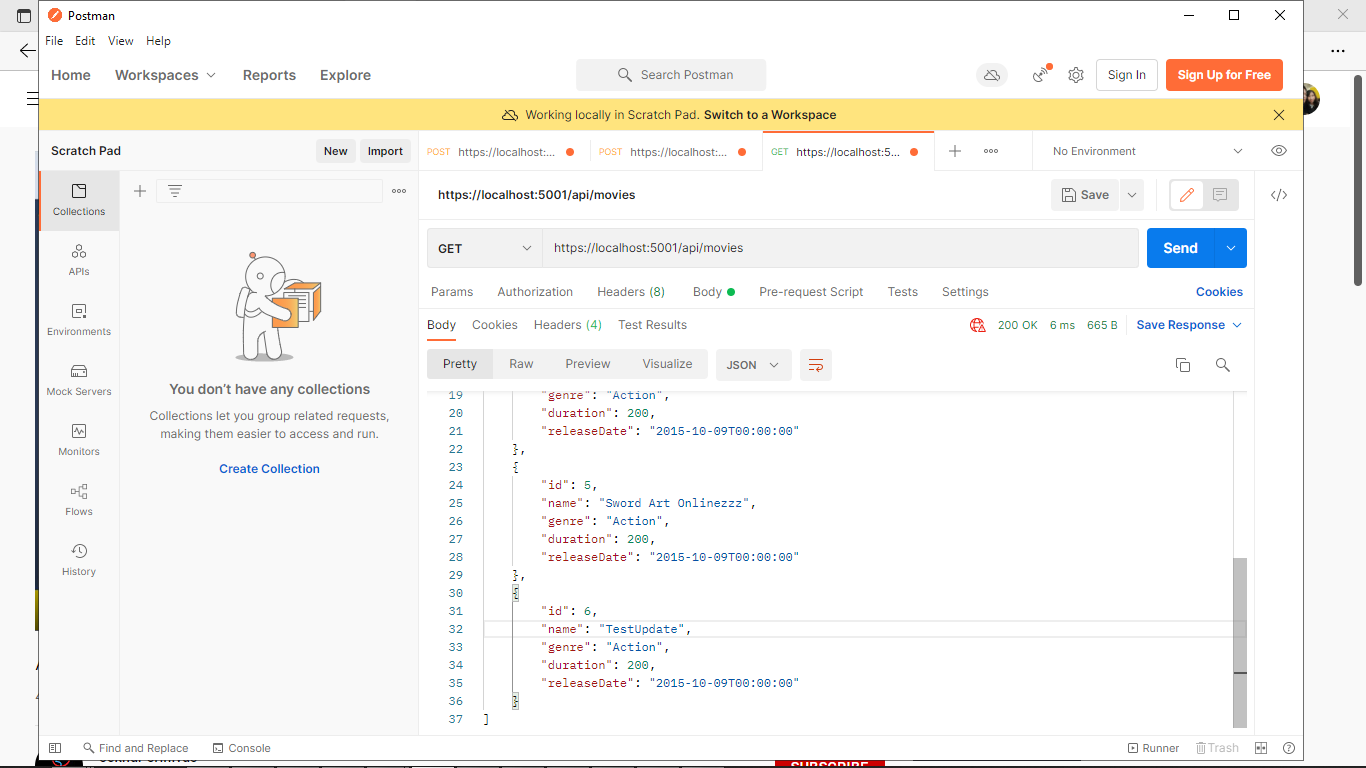 Postman
File Edit View Help
Home Workspaces Reports Explore Search Postman Sign In Sign Up for Free
Working locally in Scratch Pad. Switch to a Workspace
Scratch Pad New Import
POST https://localhost:... POST https://localhost:... GET https://localhost:5... No Environment
https://localhost:5001/api/movies Save
GET https://localhost:5001/api/movies Send
Params Authorization Headers (8) Body Pre-request Script Tests Settings Cookies
Body Cookies Headers (4) Test Results 200 OK 6 ms 665 B Save Response
Pretty Raw Preview Visualize JSON
Collections
APIs
Environments
Mock Servers
Monitors
Flows
History
You don't have any collections
Collections let you group related requests,
making them easier to access and run.
Create Collection
19 "genre": "Action",
20 "duration": 200,
21 "releaseDate": "2015-10-09T00:00:00"
22 },
23 {
24 "id": 5,
25 "name": "Sword Art Onlinezzz",
26 "genre": "Action",
27 "duration": 200,
28 "releaseDate": "2015-10-09T00:00:00"
29 },
30 {
31 "id": 6,
32 "name": "TestUpdate",
33 "genre": "Action",
34 "duration": 200,
35 "releaseDate": "2015-10-09T00:00:00"
36 }
37 ]
Find and Replace Console Runner Trash